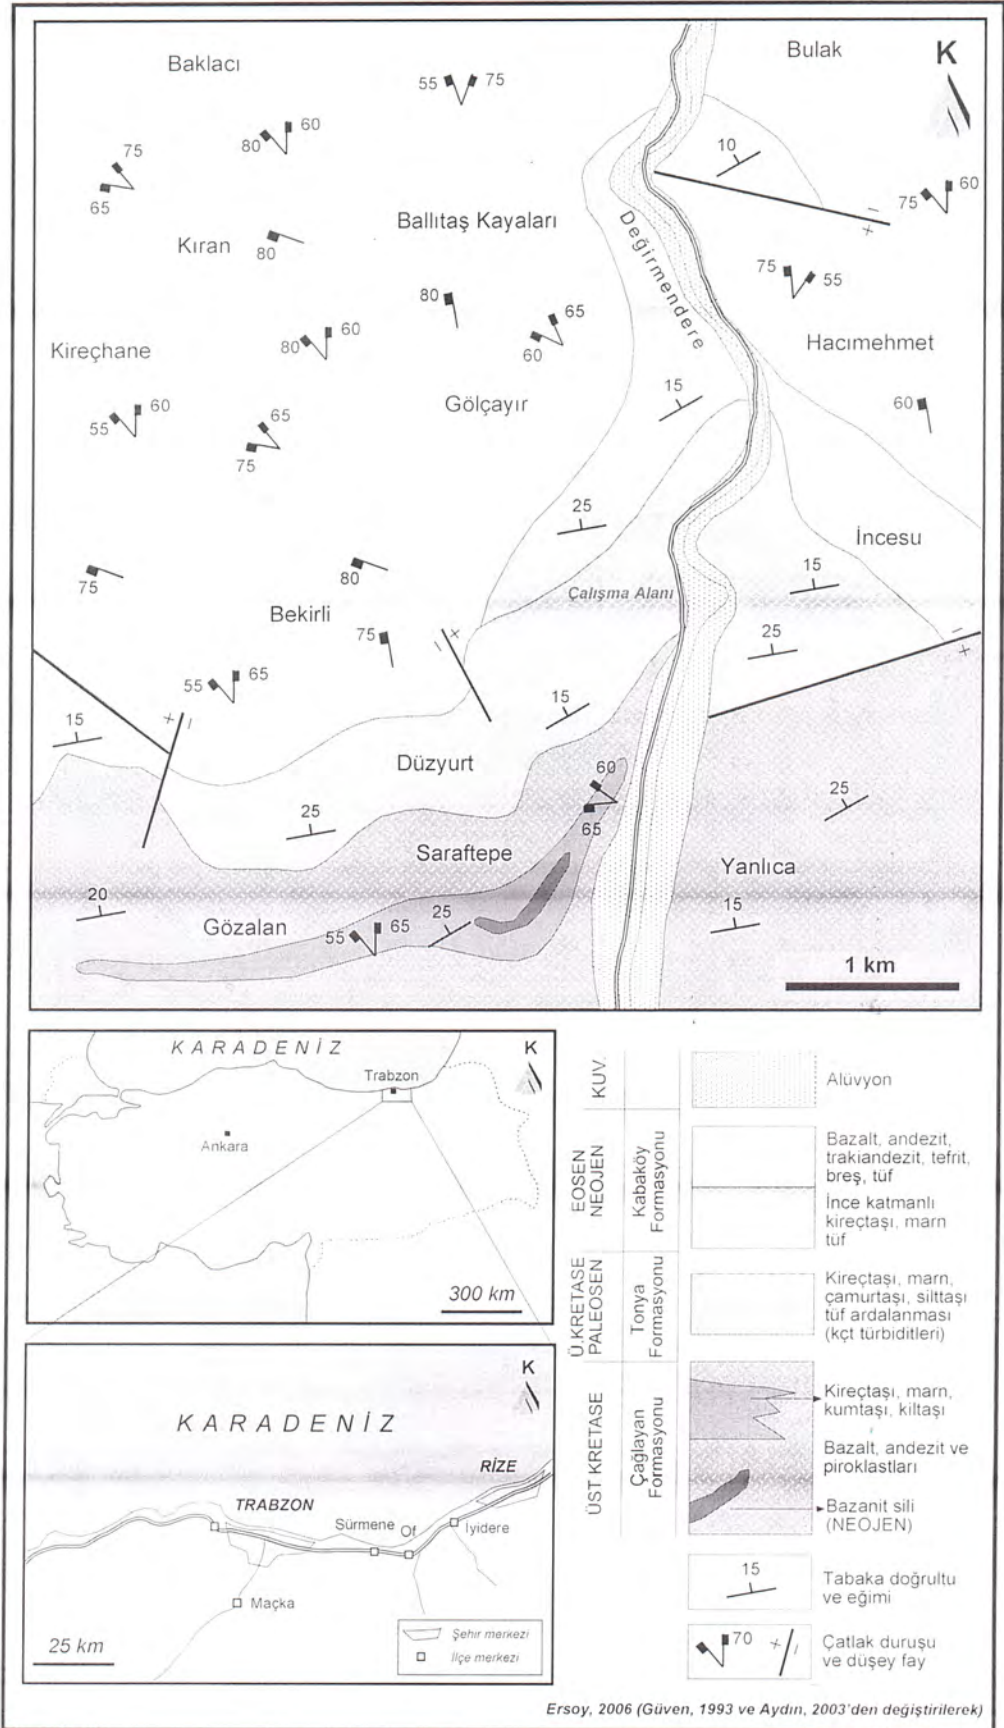 Baklacı
55 75
Bulak
K
80 60
75
65
10
75 60
Ballıtaş Kayaları
Kıran
80
Değirmendere
75 55
80
65
60
80 60
Kireçhane
Hacımehmet
Gölçayır
15
60
55 60
65
75
25
İncesu
75
80
Çalışma Alanı
15
Bekirli
75
+ −
− +
25
55 65
15
+ −
15
Düzyurt
60
65
25
25
Saraftepe
Yanlıca
20
Gözalan
55 65
25
15
1 km
KARADENİZ
K
Trabzon
Ankara
300 km
K
KARADENİZ
RİZE
TRABZON
Sürmene
Of
İyidere
Maçka
25 km
Şehir merkezi
İlçe merkezi
KUV.
Alüvyon
EOSEN
NEOJEN
Kabaköy
Formasyonu
Bazalt, andezit,
trakiandezit, tefrit,
breş, tüf
İnce katmanlı
kireçtaşı, marn
tüf
Ü.KRETASE
PALEOSEN
Tonya
Formasyonu
Kireçtaşı, marn,
çamurtaşı, silttaşı
tüf ardalanması
(kçt türbiditleri)
ÜST KRETASE
Çağlayan
Formasyonu
Kireçtaşı, marn,
kumtaşı, kiltaşı
Bazalt, andezit ve
piroklastları
Bazanit sili
(NEOJEN)
15
Tabaka doğrultu
ve eğimi
70
+ −
Çatlak duruşu
ve düşey fay
Ersoy, 2006 (Güven, 1993 ve Aydın, 2003'den değiştirilerek)